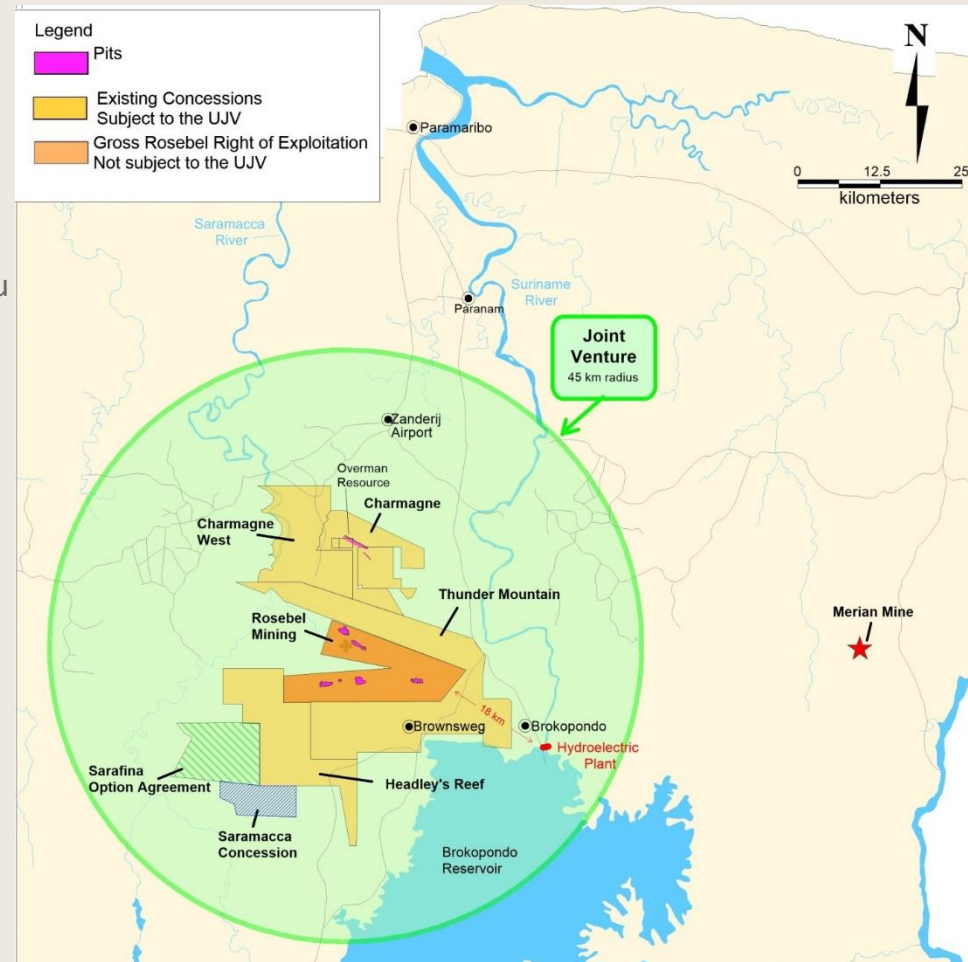 Legend
Pits
Existing Concessions
Subject to the UJV
Gross Rosebel Right of Exploitation
Not subject to the UJV
N
0 12.5 25
kilometers
Paramaribo
Saramacca
River
u
Suriname
River
Paranam
Joint
Venture
45 km radius
Zanderij
Airport
Overman
Resource
Charmagne
Charmagne
West
Thunder Mountain
Rosebel
Mining
Merian Mine
18 km
Brownsweg
Brokopondo
Hydroelectric
Plant
Sarafina
Option Agreement
Headley's Reef
Saramacca
Concession
Brokopondo
Reservoir